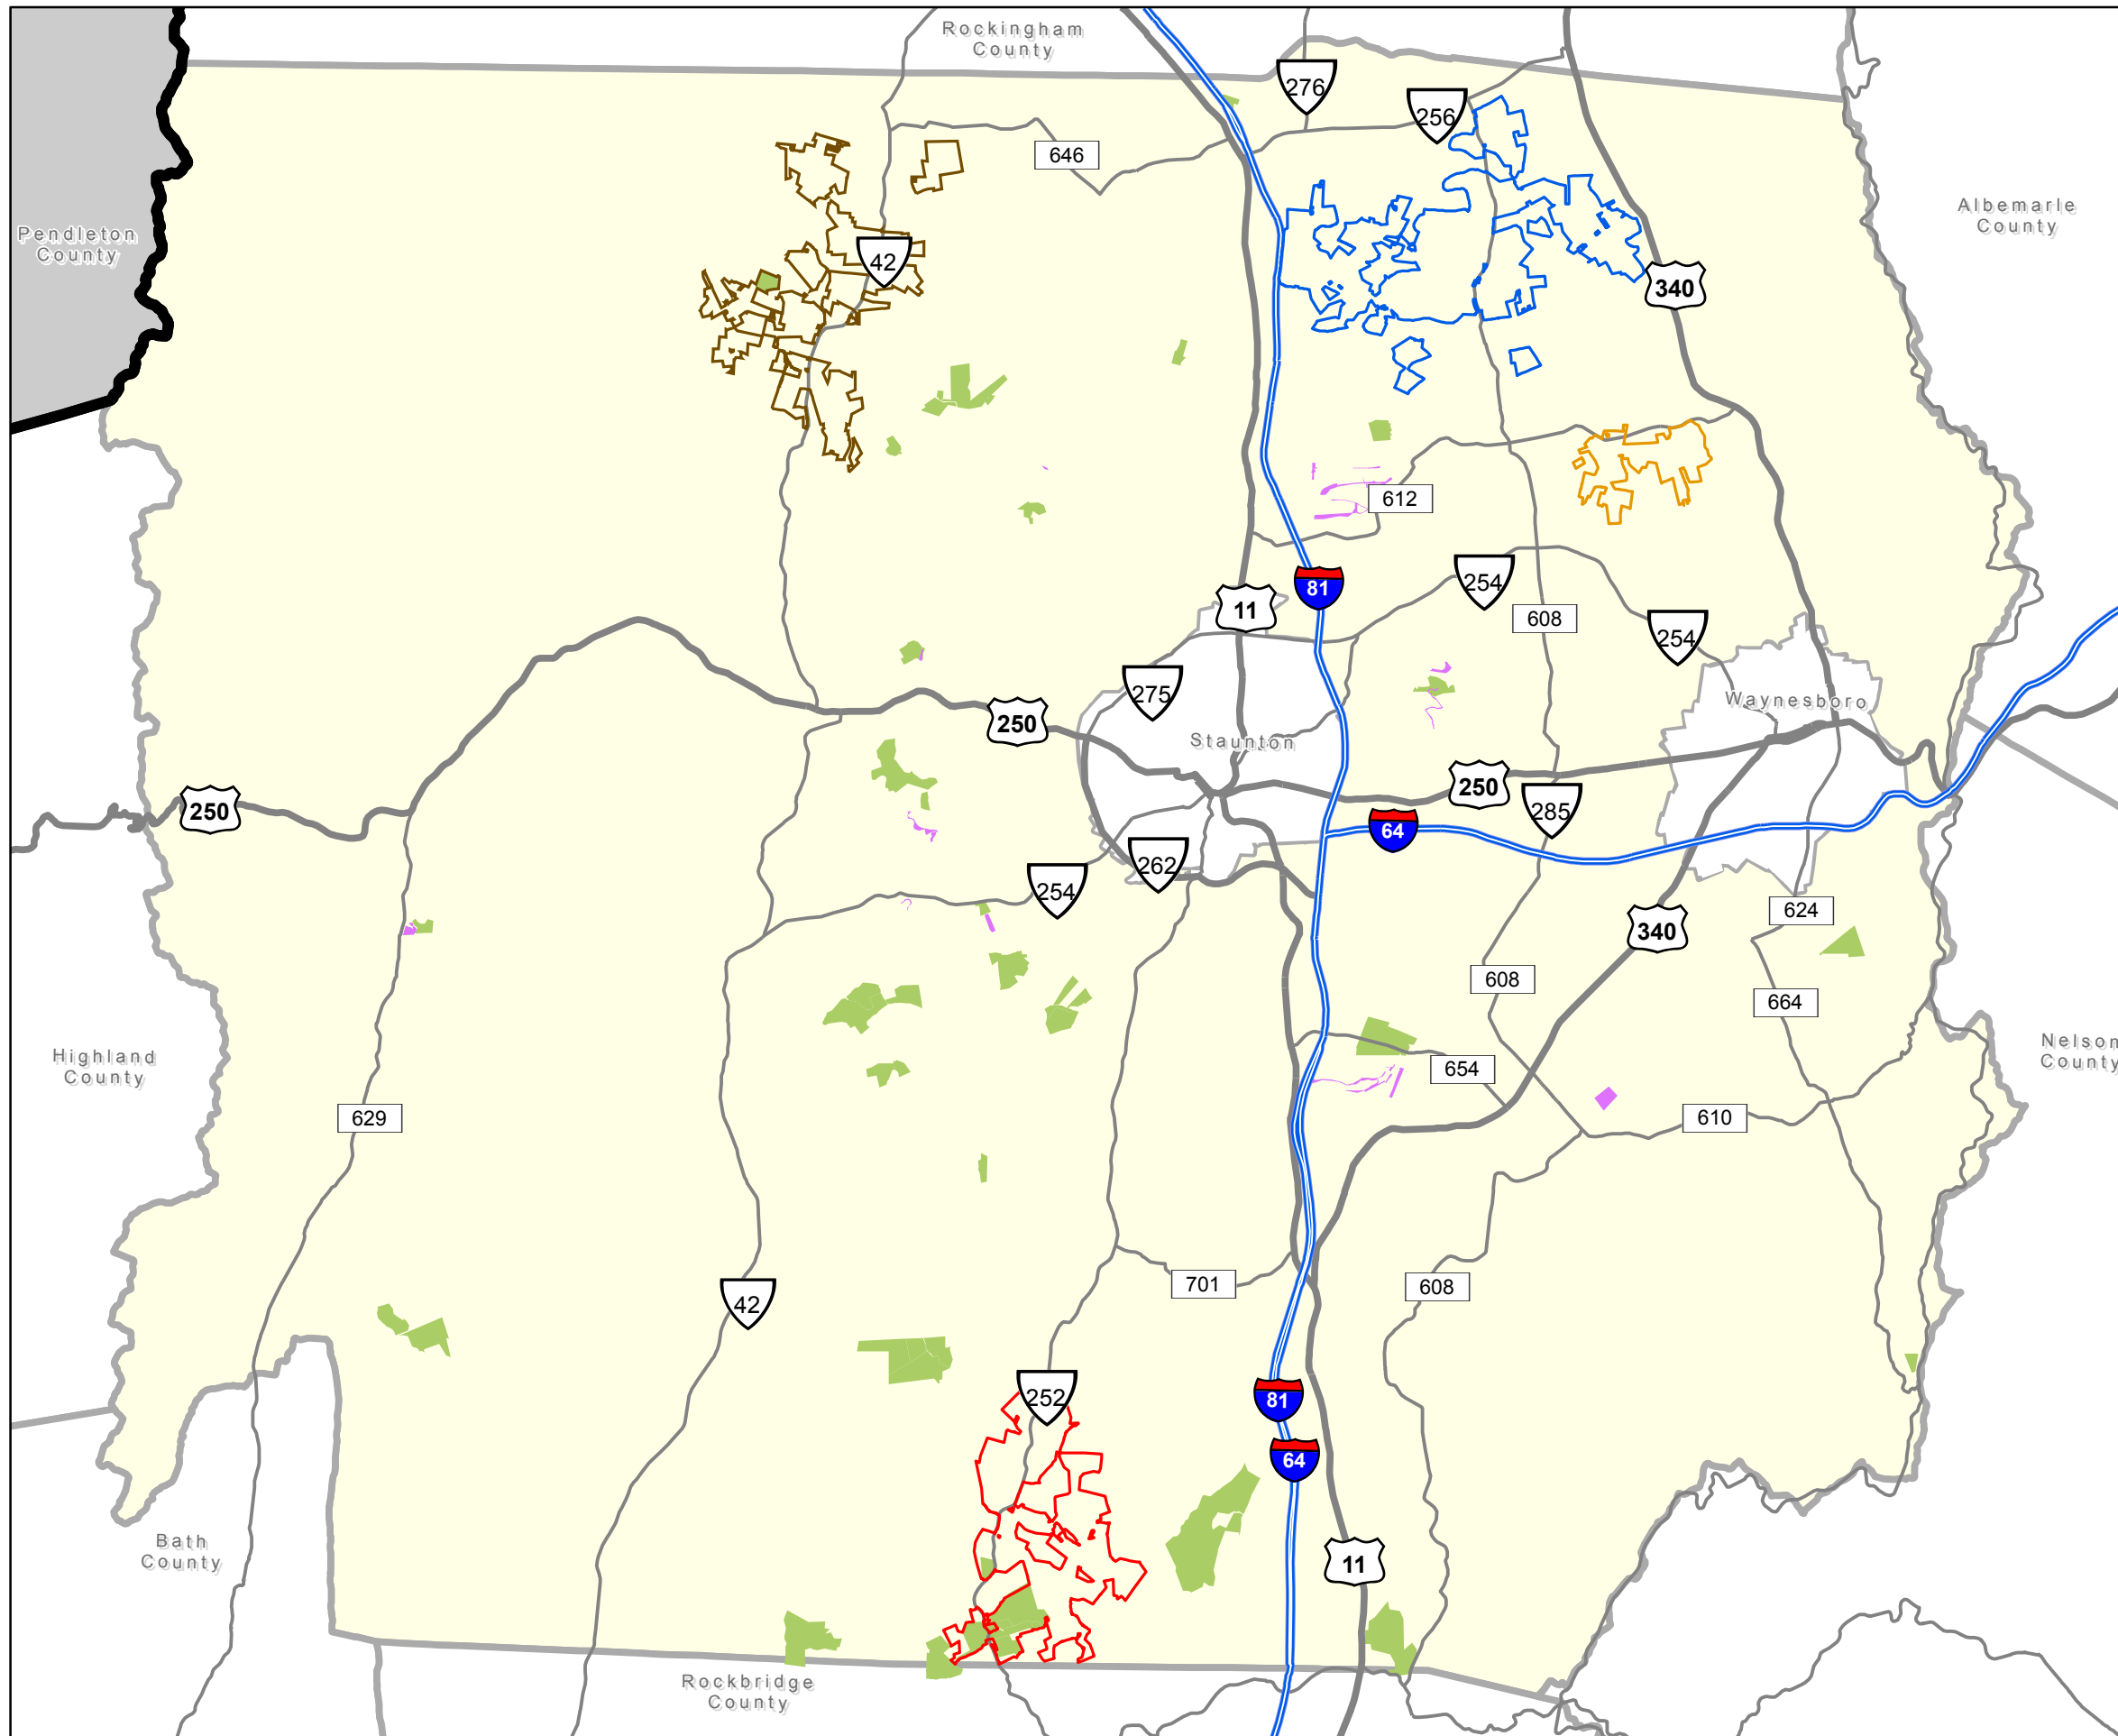 Rockingham
County
276
256
646
Pendleton
County
Albemarle
County
42
340
612
254
81
11
608
254
275
Waynesboro
250
Staunton
250
250
285
64
262
254
624
340
608
664
Highland
County
Nelson
County
654
629
610
701
608
42
252
81
64
Bath
County
11
Rockbridge
County